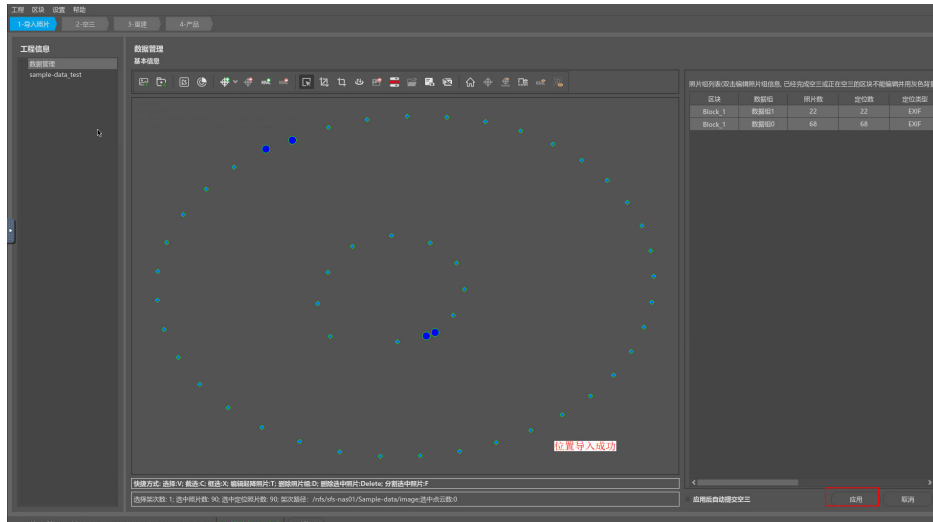 工程 区块 设置 帮助
1-导入照片 2-空三 3-重建 4-产品
工程信息
数据管理
sample-data_test
数据管理
基本信息
照片组列表(双击编辑照片组信息, 已经完成空三或正在空三的区块不能编辑并用灰色背
区块 数据组 照片数 定位数 定位类型
Block_1 数据组1 22 22 EXIF
Block_1 数据组0 68 68 EXIF
位置导入成功
快捷方式: 选择:V; 截选:C; 框选:X; 编辑起降照片:T; 删除照片组:D; 删除选中照片:Delete; 分割选中照片:F
选择架次数: 1; 选中照片数: 90; 选中定位照片数: 90; 架次路径: /nfs/sfs-nas01/Sample-data/image;选中点云数:0
应用后自动提交空三 应用 取消